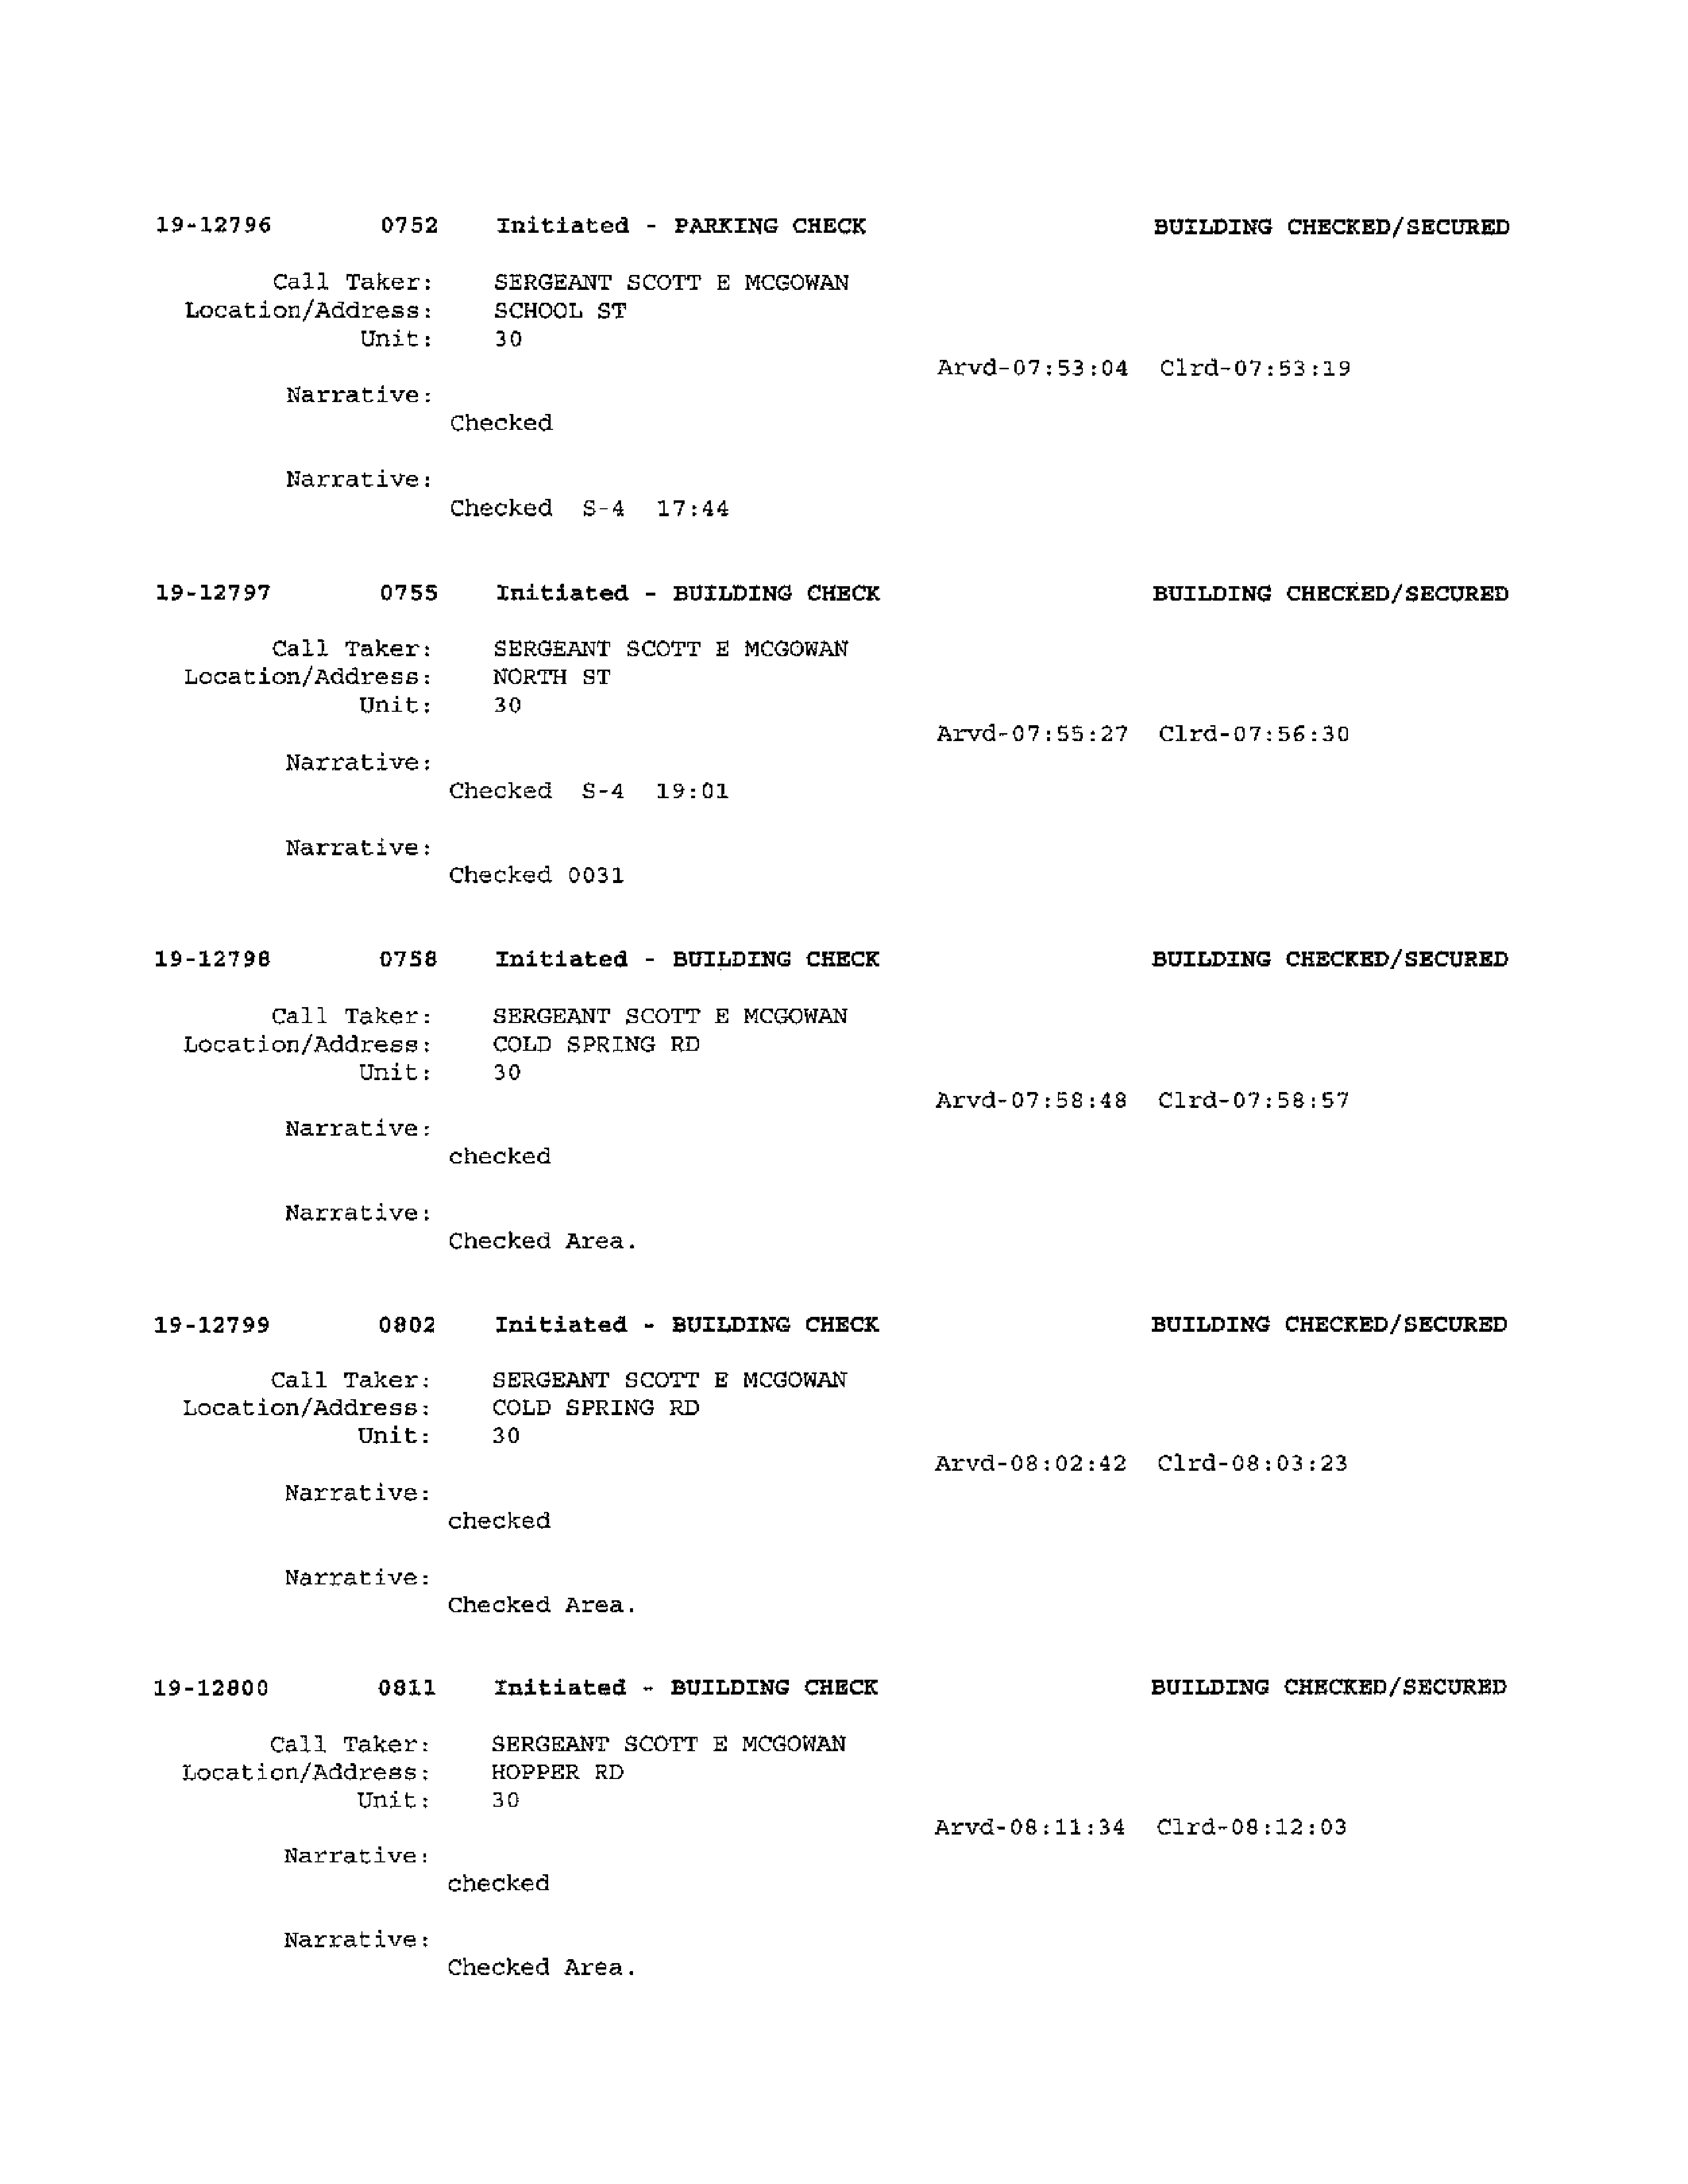 19-12796 0752 Initiated - PARKING CHECK BUILDING CHECKED/SECURED
Call Taker: SERGEANT SCOTT E MCGOWAN
Location/Address: SCHOOL ST
Unit: 30
Arvd-07:53:04 Clrd-07:53:19
Narrative:
Checked
Narrative:
Checked S-4 17:44
19-12797 0755 Initiated - BUILDING CHECK BUILDING CHECKED/SECURED
Call Taker: SERGEANT SCOTT E MCGOWAN
Location/Address: NORTH ST
Unit: 30
Arvd-07:55:27 Clrd-07:56:30
Narrative:
Checked S-4 19:01
Narrative:
Checked 0031
19-12798 0758 Initiated - BUILDING CHECK BUILDING CHECKED/SECURED
Call Taker: SERGEANT SCOTT E MCGOWAN
Location/Address: COLD SPRING RD
Unit: 30
Arvd-07:58:48 Clrd-07:58:57
Narrative:
checked
Narrative:
Checked Area.
19-12799 0802 Initiated - BUILDING CHECK BUILDING CHECKED/SECURED
Call Taker: SERGEANT SCOTT E MCGOWAN
Location/Address: COLD SPRING RD
Unit: 30
Arvd-08:02:42 Clrd-08:03:23
Narrative:
checked
Narrative:
Checked Area.
19-12800 0811 Initiated - BUILDING CHECK BUILDING CHECKED/SECURED
Call Taker: SERGEANT SCOTT E MCGOWAN
Location/Address: HOPPER RD
Unit: 30
Arvd-08:11:34 Clrd-08:12:03
Narrative:
checked
Narrative:
Checked Area.